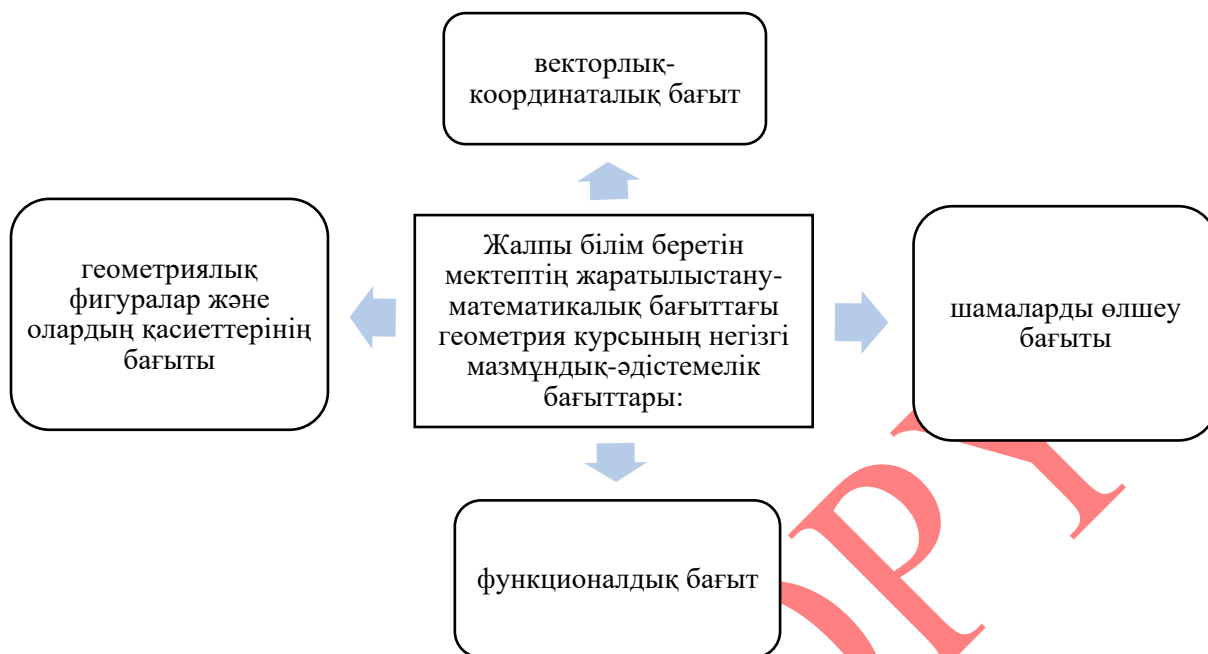 векторлық-
координаталық бағыт
геометриялық
фигуралар және
олардың қасиеттерінің
бағыты
Жалпы білім беретін
мектептің жаратылыстану-
математикалық бағыттағы
геометрия курсының негізгі
мазмұндық-әдістемелік
бағыттары:
шамаларды өлшеу
бағыты
функционалдық бағыт